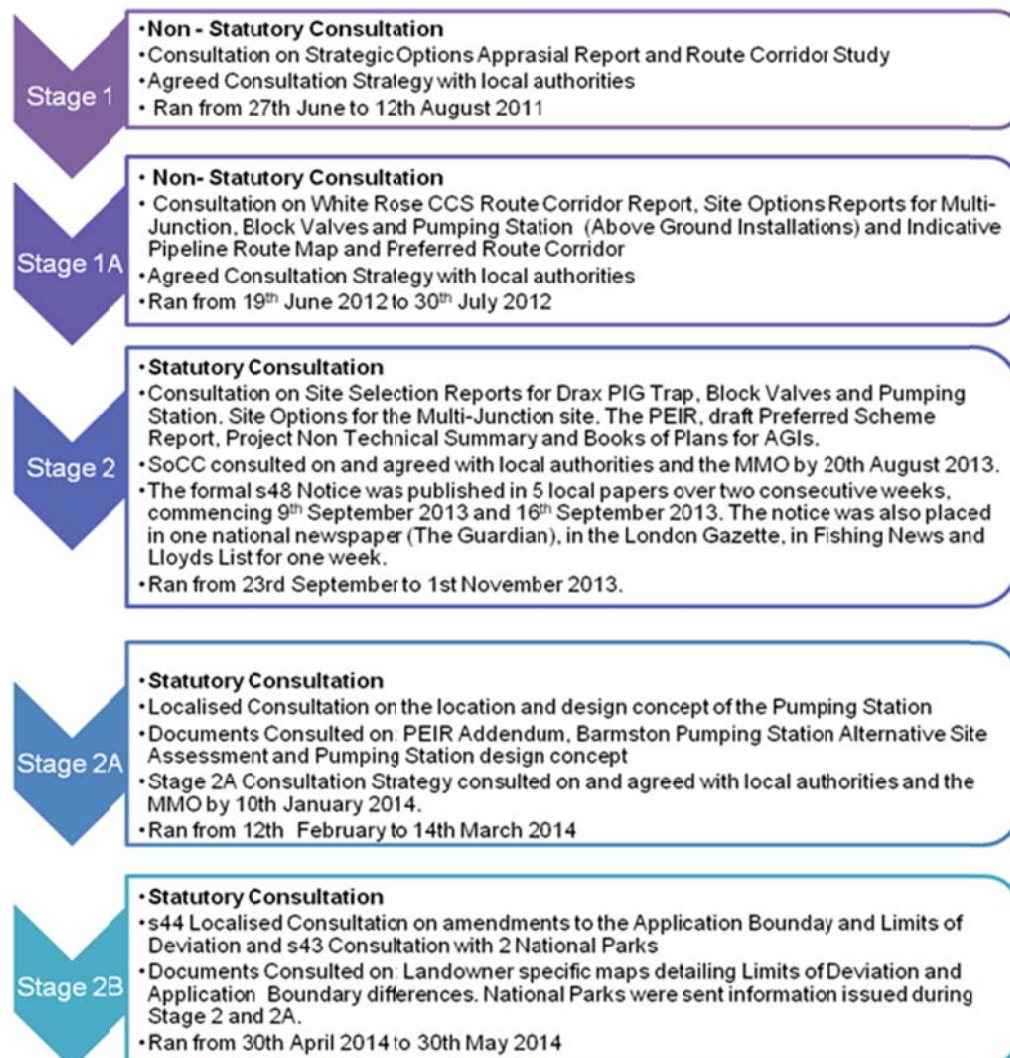 Stage 1
• Non - Statutory Consultation
• Consultation on Strategic Options Apprasial Report and Route Corridor Study
• Agreed Consultation Strategy with local authorities
• Ran from 27th June to 12th August 2011
Stage 1A
• Non- Statutory Consultation
• Consultation on White Rose CCS Route Corridor Report, Site Options Reports for Multi-
Junction, Block Valves and Pumping Station (Above Ground Installations) and Indicative
Pipeline Route Map and Preferred Route Corridor
• Agreed Consultation Strategy with local authorities
• Ran from 19th June 2012 to 30th July 2012
Stage 2
• Statutory Consultation
• Consultation on Site Selection Reports for Drax PIG Trap, Block Valves and Pumping
Station. Site Options for the Multi-Junction site. The PEIR, draft Preferred Scheme
Report, Project Non Technical Summary and Books of Plans for AGIs.
• SoCC consulted on and agreed with local authorities and the MMO by 20th August 2013.
• The formal s48 Notice was published in 5 local papers over two consecutive weeks,
commencing 9th September 2013 and 16th September 2013. The notice was also placed
in one national newspaper (The Guardian), in the London Gazette, in Fishing News and
Lloyds List for one week.
• Ran from 23rd September to 1st November 2013.
Stage 2A
• Statutory Consultation
• Localised Consultation on the location and design concept of the Pumping Station
• Documents Consulted on: PEIR Addendum, Barmston Pumping Station Alternative Site
Assessment and Pumping Station design concept
• Stage 2A Consultation Strategy consulted on and agreed with local authorities and the
MMO by 10th January 2014.
• Ran from 12th February to 14th March 2014
Stage 2B
• Statutory Consultation
• s44 Localised Consultation on amendments to the Application Bounday and Limits of
Deviation and s43 Consultation with 2 National Parks
• Documents Consulted on: Landowner specific maps detailing Limits of Deviation and
Application Boundary differences. National Parks were sent information issued during
Stage 2 and 2A.
• Ran from 30th April 2014 to 30th May 2014